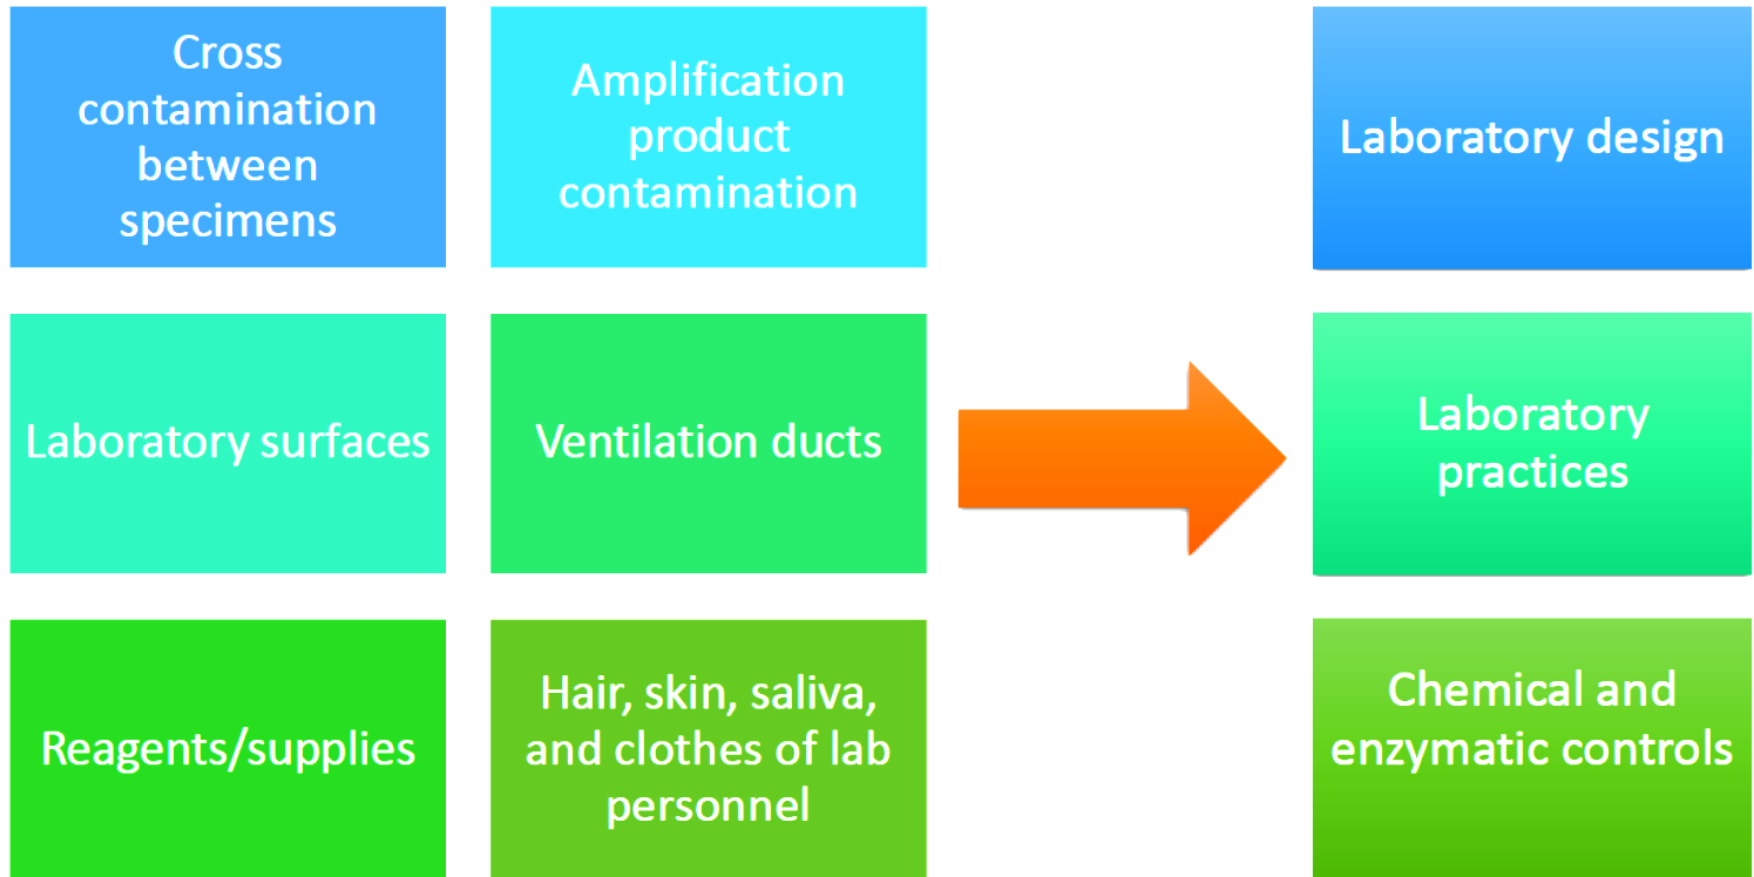 Cross
contamination
between
specimens
Amplification
product
contamination
Laboratory design
Laboratory surfaces
Ventilation ducts
Laboratory
practices
Reagents/supplies
Hair, skin, saliva,
and clothes of lab
personnel
Chemical and
enzymatic controls